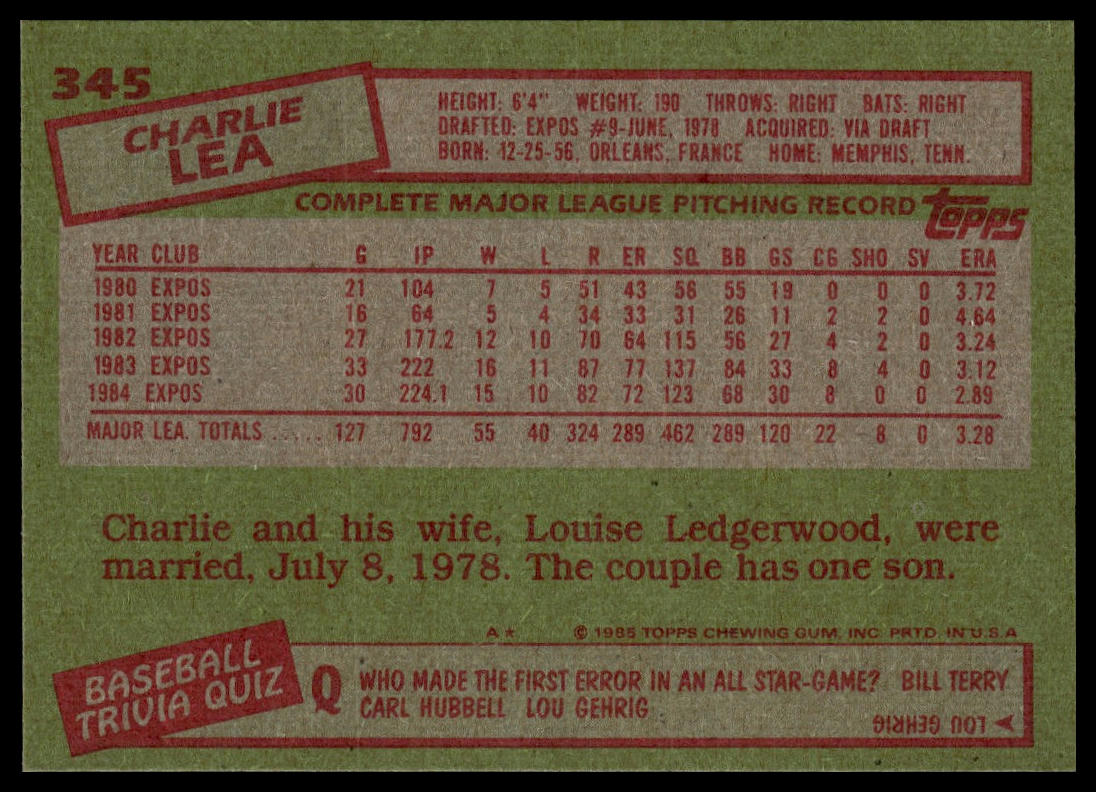 345
CHARLIE
LEA
HEIGHT: 6'4" WEIGHT: 190 THROWS: RIGHT BATS: RIGHT
DRAFTED: EXPOS #9-JUNE, 1978 ACQUIRED: VIA DRAFT
BORN: 12-25-56, ORLEANS, FRANCE HOME: MEMPHIS, TENN.
COMPLETE MAJOR LEAGUE PITCHING RECORD topps
YEAR CLUB G IP W L R ER SO BB GS CG SHO SV ERA
1980 EXPOS 21 104 7 5 51 43 56 55 19 0 0 0 3.72
1981 EXPOS 16 64 5 4 34 33 31 26 11 2 2 0 4.64
1982 EXPOS 27 177.2 12 10 70 64 115 56 27 4 2 0 3.24
1983 EXPOS 33 222 16 11 87 77 137 84 33 8 4 0 3.12
1984 EXPOS 30 224.1 15 10 82 72 123 68 30 8 0 0 2.89
MAJOR LEA. TOTALS ...... 127 792 55 40 324 289 462 289 120 22 8 0 3.28
Charlie and his wife, Louise Ledgerwood, were
married, July 8, 1978. The couple has one son.
A* © 1985 TOPPS CHEWING GUM, INC. PRTD. IN U.S.A
BASEBALL
TRIVIA QUIZ
Q WHO MADE THE FIRST ERROR IN AN ALL STAR-GAME? BILL TERRY
CARL HUBBELL LOU GEHRIG
A LOU GEHRIG